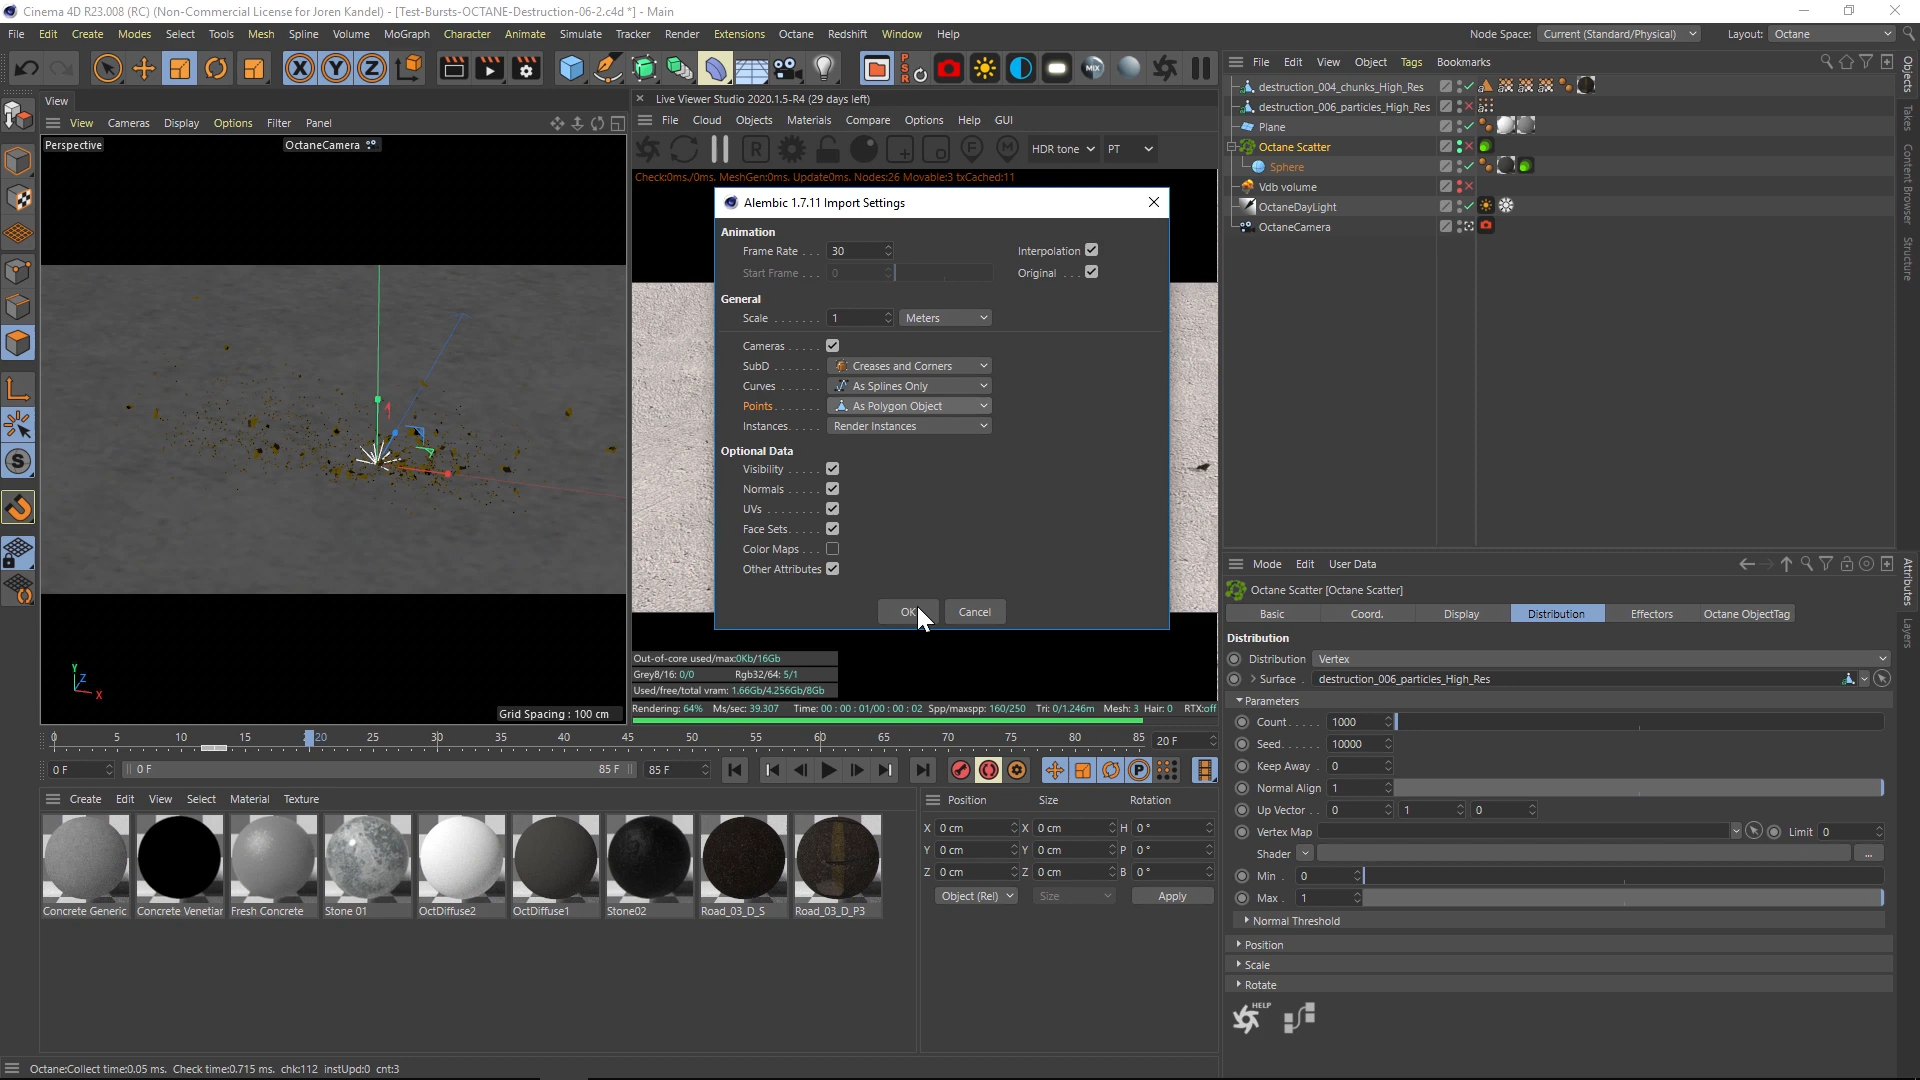 Cinema 4D R23.008 (RC) (Non-Commercial License for Joren Kandel) - [Test-Bursts-OCTANE-Destruction-06-2.c4d *] - Main
File Edit Create Modes Select Tools Mesh Spline Volume MoGraph Character Animate Simulate Tracker Render Extensions Octane Redshift Window Help
Node Space: Current (Standard/Physical) Layout: Octane
X Y Z PSR MIX
View
View Cameras Display Options Filter Panel
Perspective
OctaneCamera
Y
Z
X
Grid Spacing : 100 cm
Live Viewer Studio 2020.1.5-R4 (29 days left)
File Cloud Objects Materials Compare Options Help GUI
R F M HDR tone PT
Check:0ms./0ms. MeshGen:0ms. Update0ms. Nodes:26 Movable:3 txCached:11
Alembic 1.7.11 Import Settings
Animation
Frame Rate . . . 30 Interpolation
Start Frame . . . 0 Original . . .
General
Scale . . . . . . . 1 Meters
Cameras . . . . .
SubD . . . . . . . Creases and Corners
Curves . . . . . . As Splines Only
Points . . . . . . . As Polygon Object
Instances. . . . . Render Instances
Optional Data
Visibility . . . . .
Normals . . . . .
UVs . . . . . . . .
Face Sets. . . . .
Color Maps . . .
Other Attributes
OK Cancel
Out-of-core used/max:0Kb/16Gb
Grey8/16: 0/0 Rgb32/64: 5/1
Used/free/total vram: 1.66Gb/4.256Gb/8Gb
Rendering: 64% Ms/sec: 39.307 Time: 00 : 00 : 01/00 : 00 : 02 Spp/maxspp: 160/250 Tri: 0/1.246m Mesh: 3 Hair: 0 RTX:off
File Edit View Object Tags Bookmarks
destruction_004_chunks_High_Res
destruction_006_particles_High_Res
Plane
Octane Scatter
Sphere
Vdb volume
OctaneDayLight
OctaneCamera
Objects
Takes
Content Browser
Structure
Mode Edit User Data
Octane Scatter [Octane Scatter]
Basic Coord. Display Distribution Effectors Octane ObjectTag
Distribution
Distribution Vertex
Surface . destruction_006_particles_High_Res
Parameters
Count . . . . . 1000
Seed. . . . . . 10000
Keep Away . 0
Normal Align 1
Up Vector . . 0 1 0
Vertex Map Limit 0
Shader ...
Min . 0
Max . 1
Normal Threshold
Position
Scale
Rotate
HELP
Attributes
Layers
0 5 10 15 20 25 30 35 40 45 50 55 60 65 70 75 80 85 20 F
0 F 0 F 85 F 85 F
P
Create Edit View Select Material Texture
Concrete Generic Concrete Venetian Fresh Concrete Stone 01 OctDiffuse2 OctDiffuse1 Stone02 Road_03_D_S Road_03_D_P3
Position Size Rotation
X 0 cm X 0 cm H 0 °
Y 0 cm Y 0 cm P 0 °
Z 0 cm Z 0 cm B 0 °
Object (Rel) Size Apply
Octane:Collect time:0.05 ms. Check time:0.715 ms. chk:112 instUpd:0 cnt:3